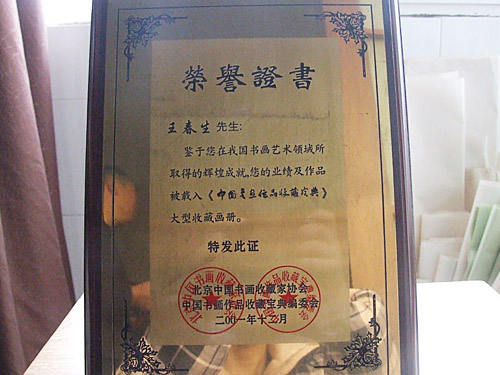 榮譽證書
王春生先生:
鉴于您在我国书画艺术领域所
取得的辉煌成就,您的业绩及作品
被载入《中国书画作品收藏宝典》
大型收藏画册。
特发此证
北京中国书画收藏家协会
中国书画作品收藏宝典编委会
二00一年十二月